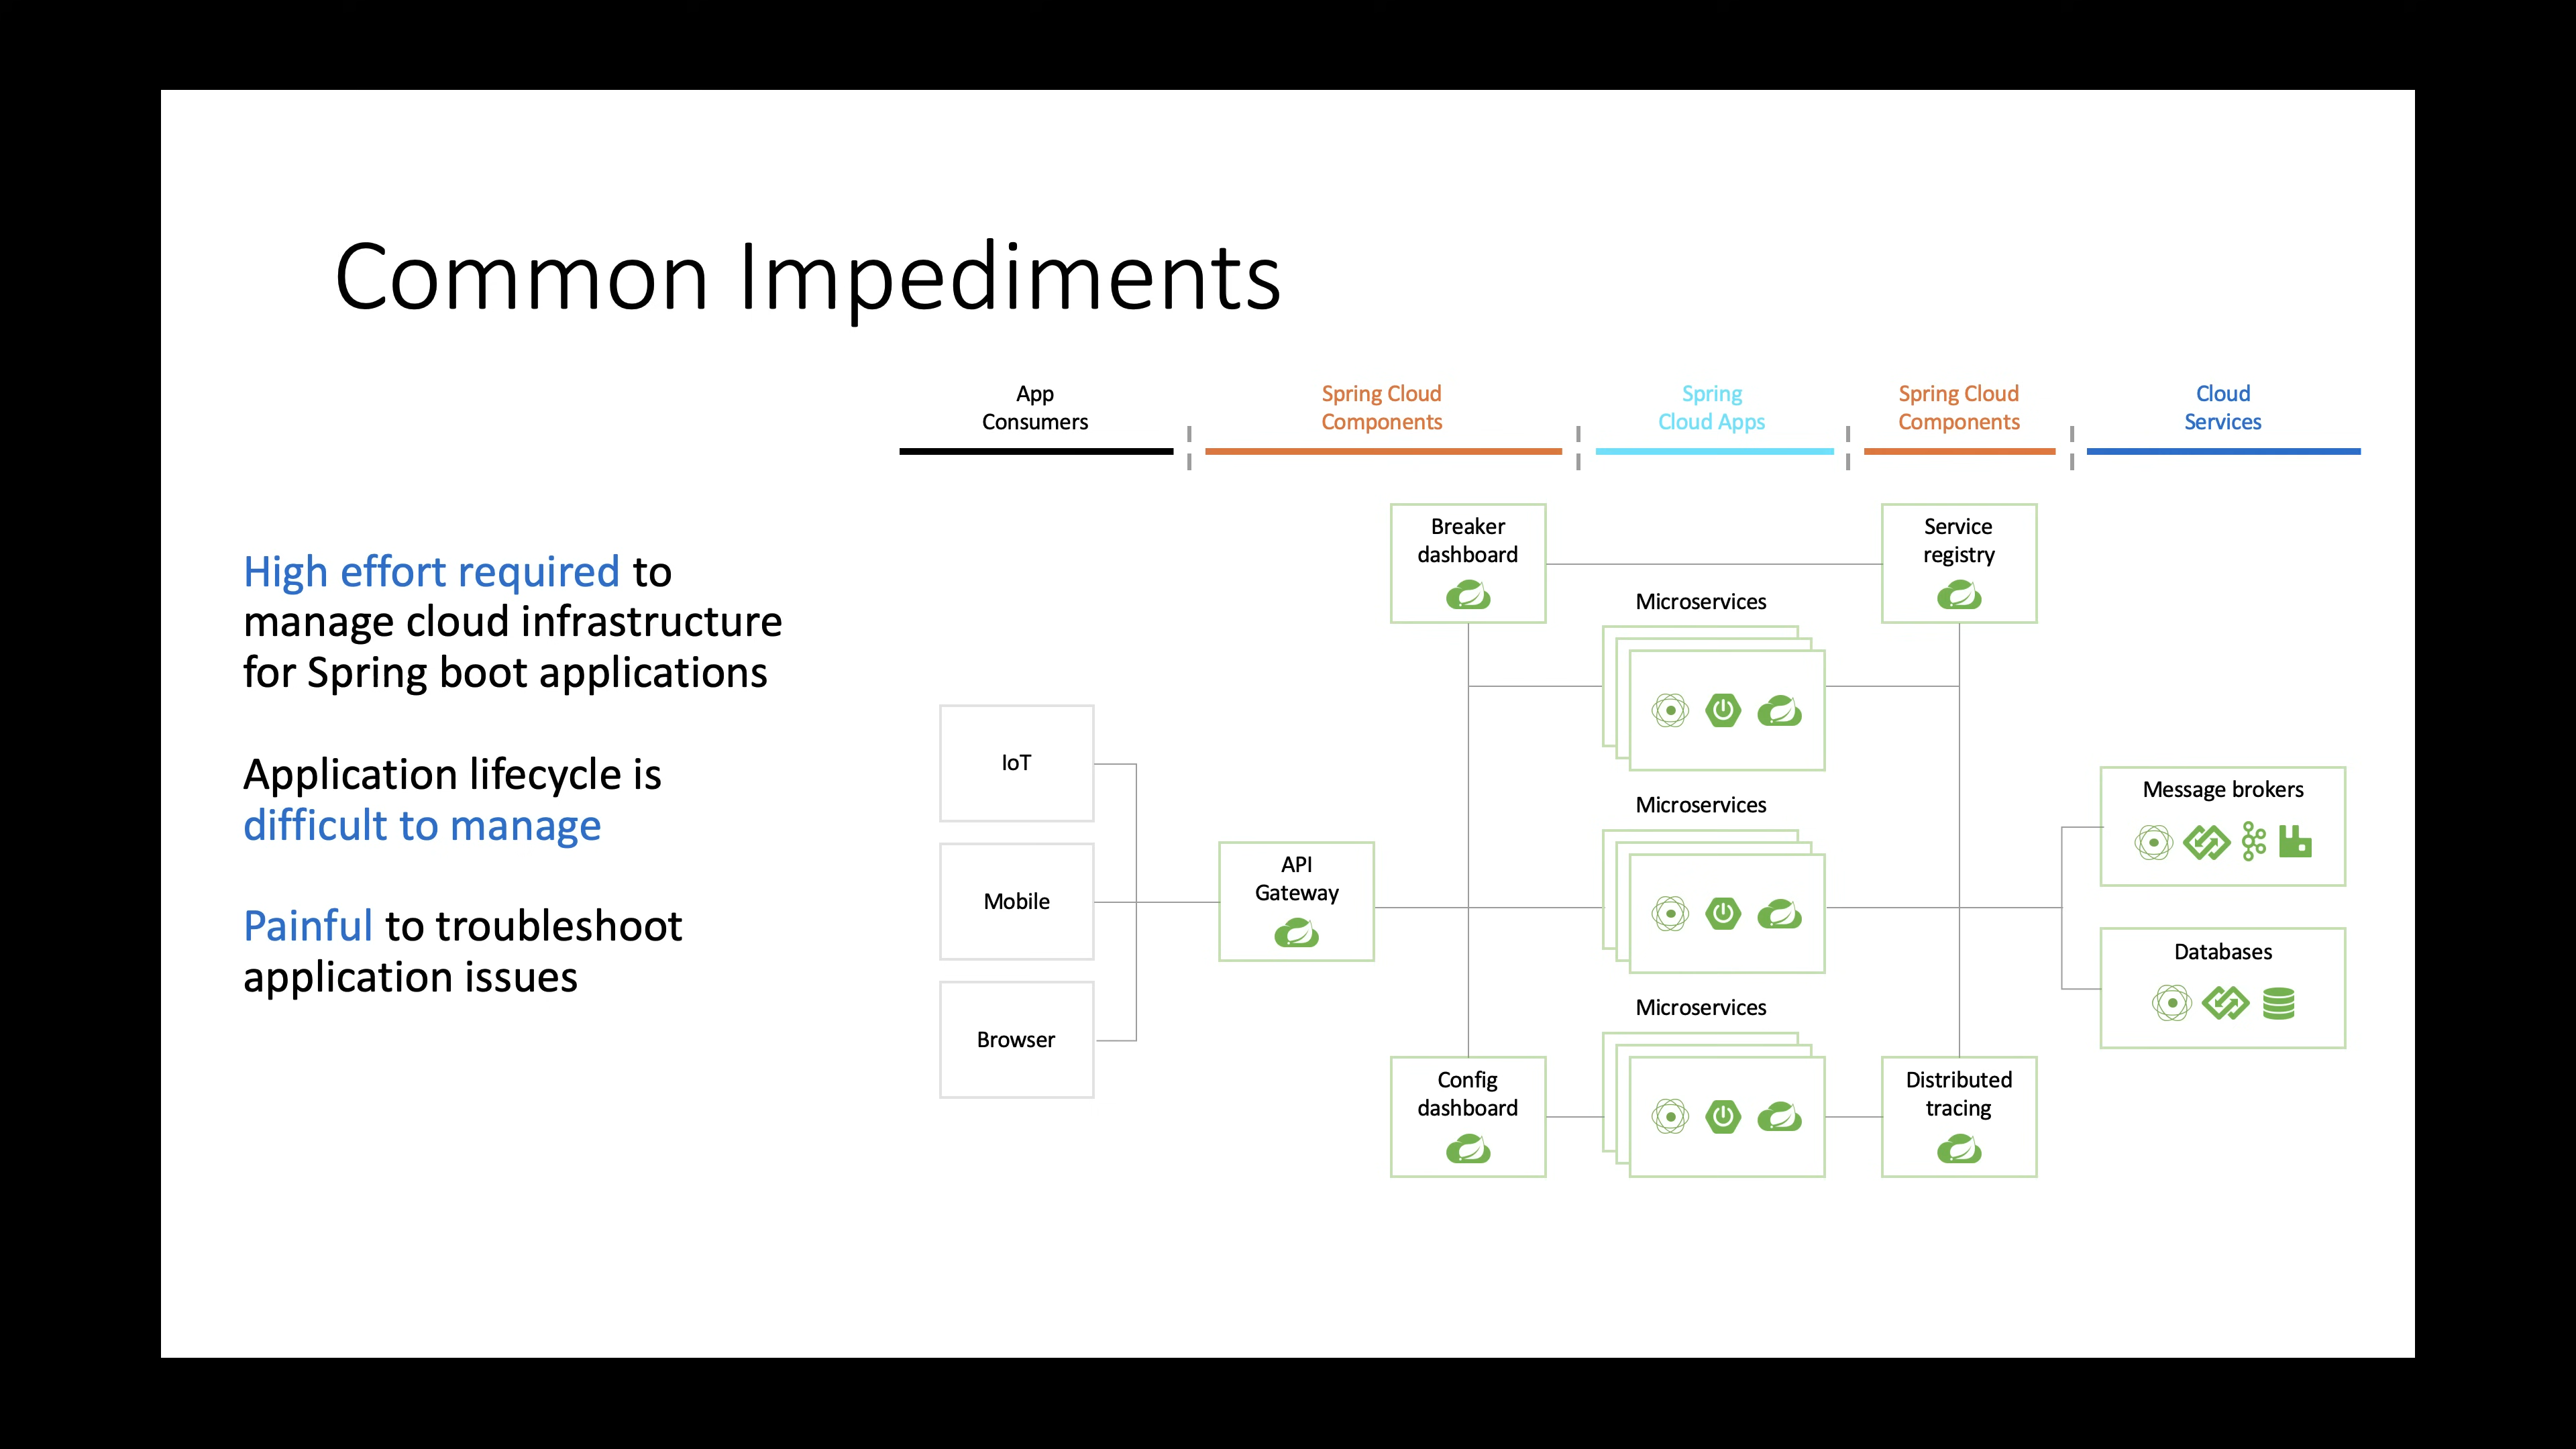 Common Impediments
App
Consumers
Spring Cloud
Components
Spring
Cloud Apps
Spring Cloud
Components
Cloud
Services
High effort required to
manage cloud infrastructure
for Spring boot applications
Application lifecycle is
difficult to manage
Painful to troubleshoot
application issues
IoT
Mobile
Browser
API
Gateway
Breaker
dashboard
Config
dashboard
Microservices
Microservices
Microservices
Service
registry
Distributed
tracing
Message brokers
Databases